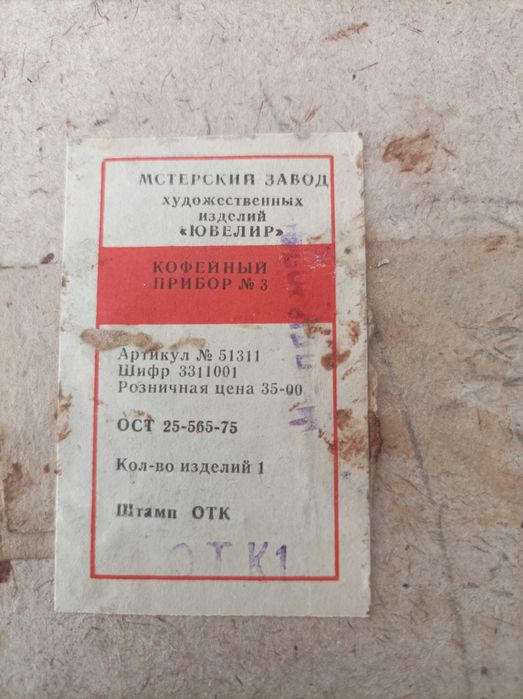 МСТЕРСКИЙ ЗАВОД
художественных
изделий
«ЮВЕЛИР»
КОФЕЙНЫЙ
ПРИБОР № 3
Артикул № 51311
Шифр 3311001
Розничная цена 35-00
ОСТ 25-565-75
Кол-во изделий 1
Штамп ОТК
ОТК1